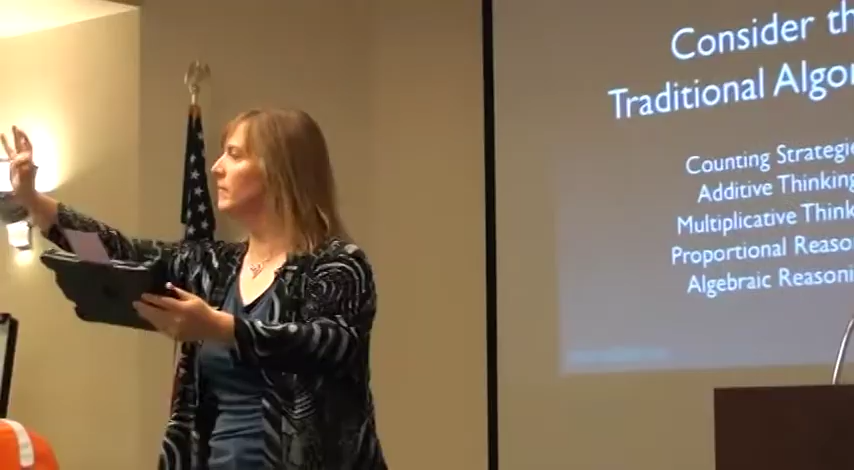 Consider th
Traditional Algo
Counting Strategie
Additive Thinking
Multiplicative Think
Proportional Reaso
Algebraic Reasoni